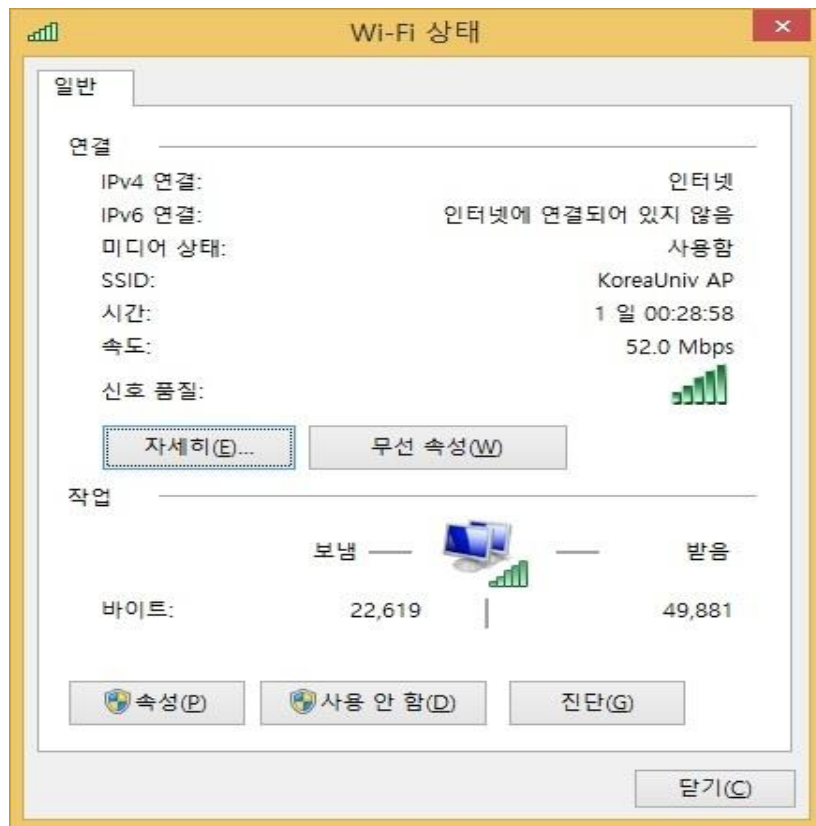 Wi-Fi 상태
일반
연결
IPv4 연결: 인터넷
IPv6 연결: 인터넷에 연결되어 있지 않음
미디어 상태: 사용함
SSID: KoreaUniv AP
시간: 1 일 00:28:58
속도: 52.0 Mbps
신호 품질:
자세히(E)... 무선 속성(W)
작업
보냄 받음
바이트: 22,619 49,881
속성(P) 사용 안 함(D) 진단(G)
닫기(C)